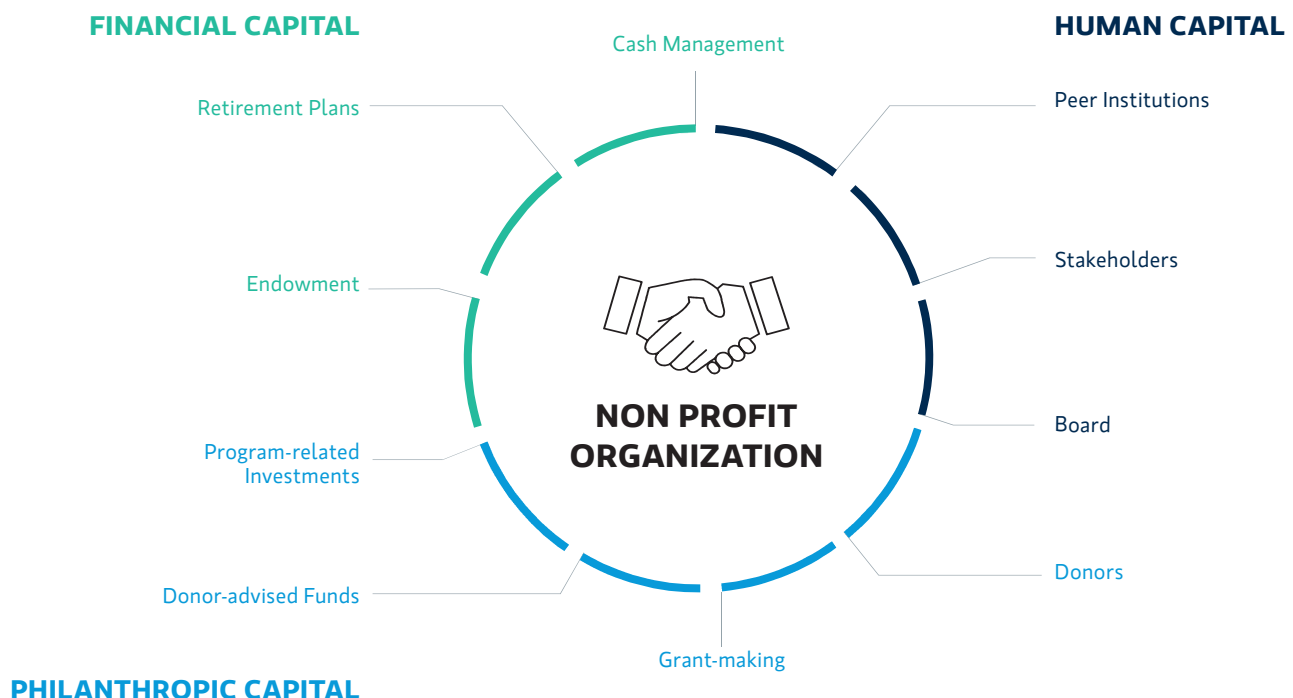 FINANCIAL CAPITAL
HUMAN CAPITAL
Cash Management
Retirement Plans
Peer Institutions
Endowment
Stakeholders
NON PROFIT
ORGANIZATION
Program-related
Investments
Board
Donor-advised Funds
Donors
Grant-making
PHILANTHROPIC CAPITAL